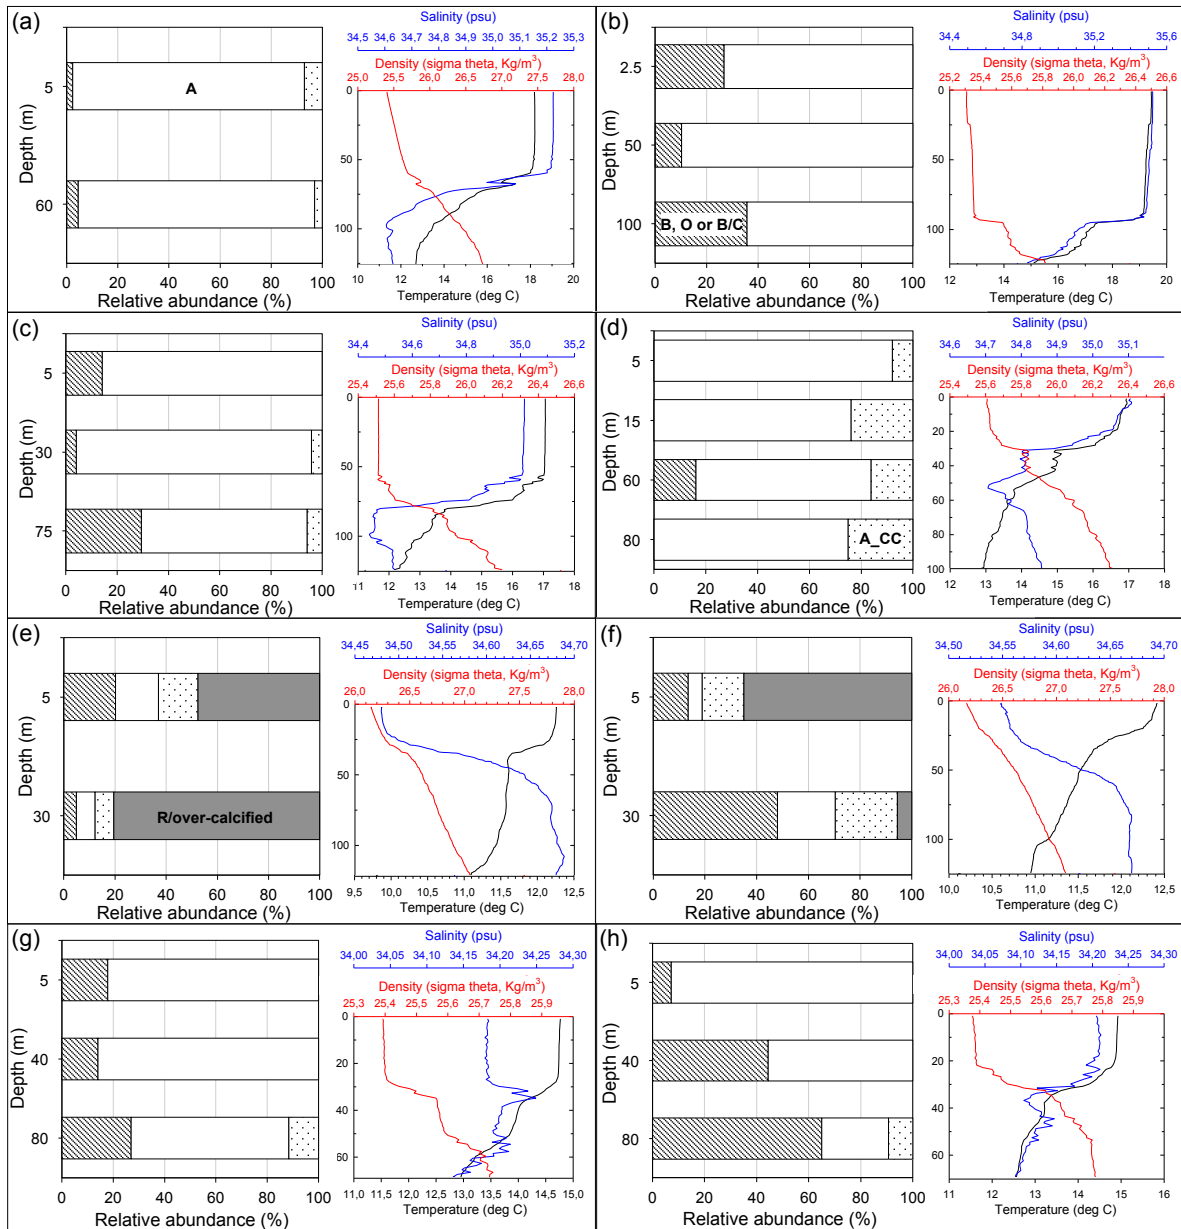 (a)
Salinity (psu)
34,5 34,6 34,7 34,8 34,9 35,0 35,1 35,2 35,3
Density (sigma theta, Kg/m³)
25,0 25,5 26,0 26,5 27,0 27,5 28,0
5
A
60
Depth (m)
0
50
100
0 20 40 60 80 100
Relative abundance (%)
10 12 14 16 18 20
Temperature (deg C)
(b)
Salinity (psu)
34,4 34,8 35,2 35,6
Density (sigma theta, Kg/m³)
25,2 25,4 25,6 25,8 26,0 26,2 26,4 26,6
2.5
50
100
B, O or B/C
Depth (m)
0
50
100
0 20 40 60 80 100
Relative abundance (%)
12 14 16 18 20
Temperature (deg C)
(c)
Salinity (psu)
34,4 34,6 34,8 35,0 35,2
Density (sigma theta, Kg/m³)
25,4 25,6 25,8 26,0 26,2 26,4 26,6
5
30
75
Depth (m)
0
50
100
0 20 40 60 80 100
Relative abundance (%)
11 12 13 14 15 16 17 18
Temperature (deg C)
(d)
Salinity (psu)
34,6 34,7 34,8 34,9 35,0 35,1
Density (sigma theta, Kg/m³)
25,4 25,6 25,8 26,0 26,2 26,4 26,6
5
15
60
80
A_CC
Depth (m)
0
20
40
60
80
100
0 20 40 60 80 100
Relative abundance (%)
12 13 14 15 16 17 18
Temperature (deg C)
(e)
Salinity (psu)
34,45 34,50 34,55 34,60 34,65 34,70
Density (sigma theta, Kg/m³)
26,0 26,5 27,0 27,5 28,0
5
30
R/over-calcified
Depth (m)
0
50
100
0 20 40 60 80 100
Relative abundance (%)
9,5 10,0 10,5 11,0 11,5 12,0 12,5
Temperature (deg C)
(f)
Salinity (psu)
34,50 34,55 34,60 34,65 34,70
Density (sigma theta, Kg/m³)
26,0 26,5 27,0 27,5 28,0
5
30
Depth (m)
0
50
100
0 20 40 60 80 100
Relative abundance (%)
10,0 10,5 11,0 11,5 12,0 12,5
Temperature (deg C)
(g)
Salinity (psu)
34,00 34,05 34,10 34,15 34,20 34,25 34,30
Density (sigma theta, Kg/m³)
25,3 25,4 25,5 25,6 25,7 25,8 25,9
5
40
80
Depth (m)
0
20
40
60
0 20 40 60 80 100
Relative abundance (%)
11,0 11,5 12,0 12,5 13,0 13,5 14,0 14,5 15,0
Temperature (deg C)
(h)
Salinity (psu)
34,00 34,05 34,10 34,15 34,20 34,25 34,30
Density (sigma theta, Kg/m³)
25,3 25,4 25,5 25,6 25,7 25,8 25,9
5
40
80
Depth (m)
0
20
40
60
0 20 40 60 80 100
Relative abundance (%)
11 12 13 14 15 16
Temperature (deg C)